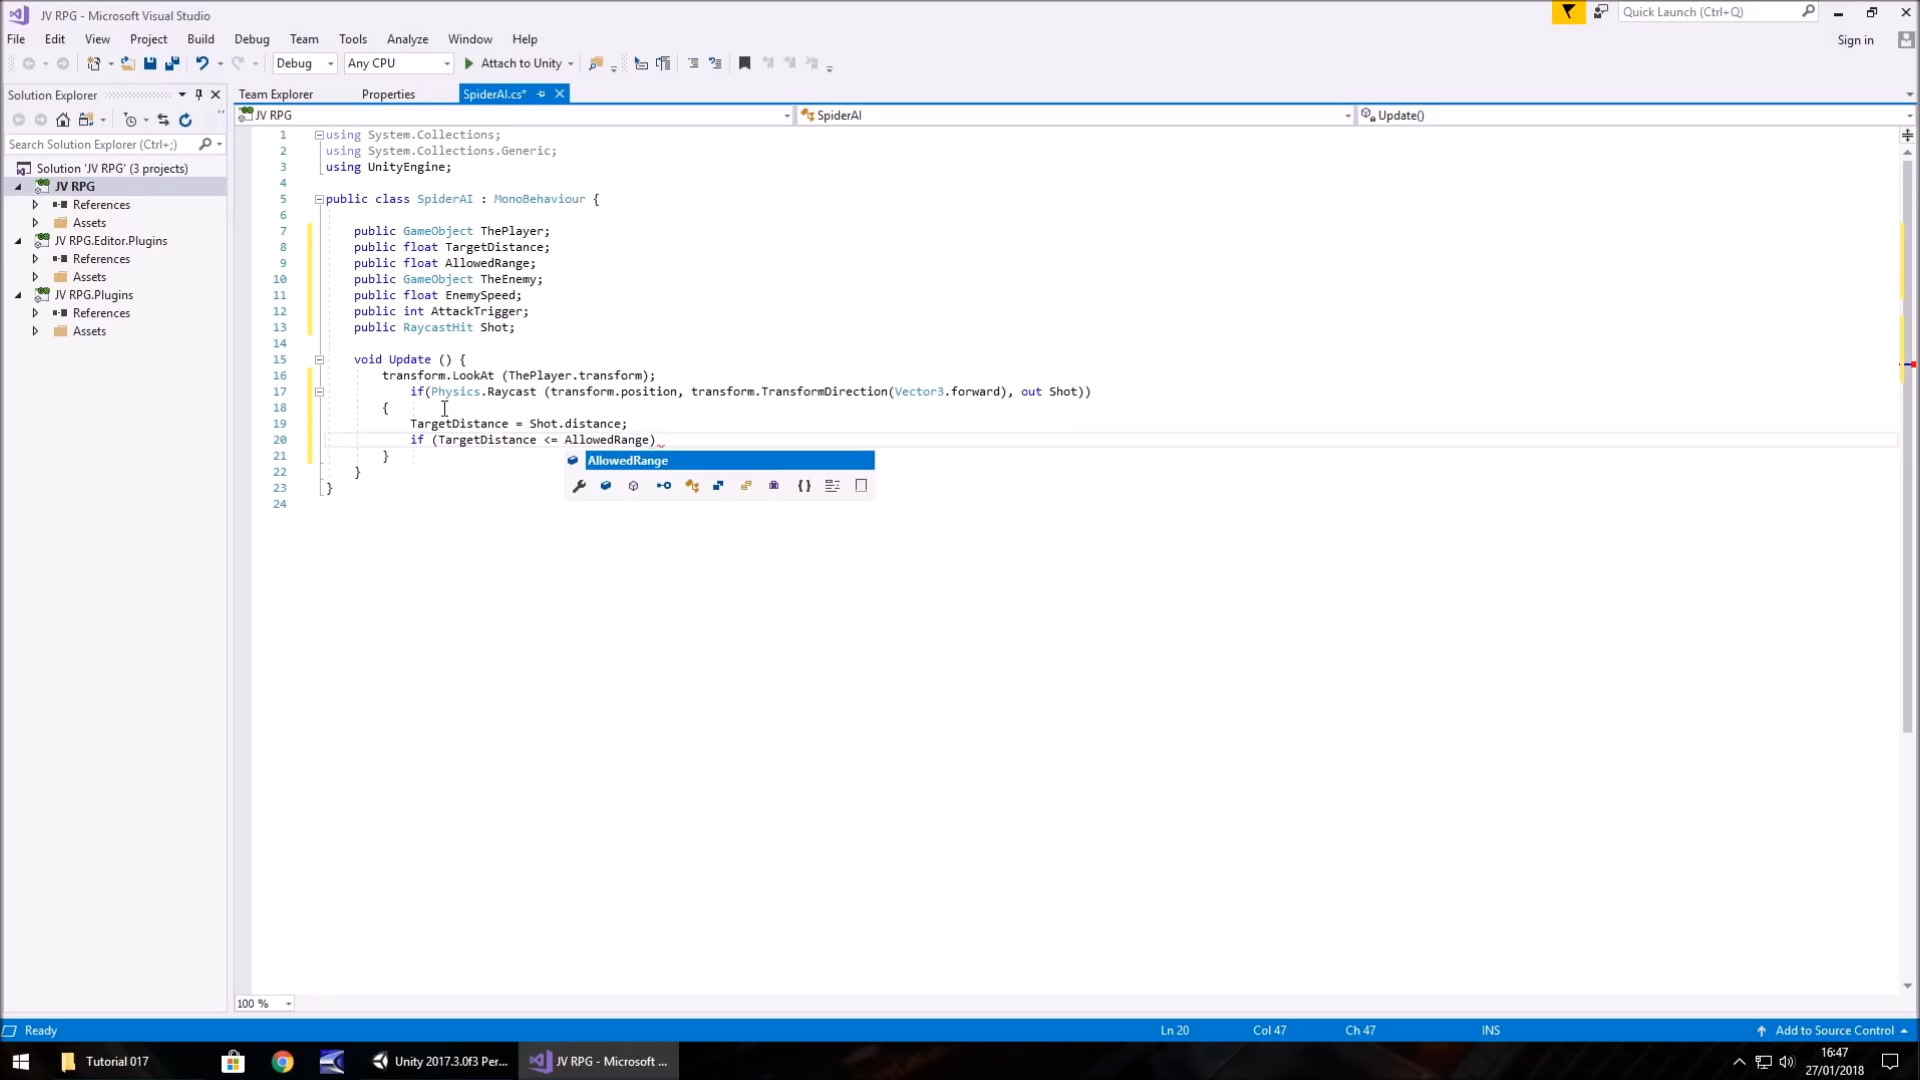 JV RPG - Microsoft Visual Studio
Quick Launch (Ctrl+Q)
File Edit View Project Build Debug Team Tools Analyze Window Help
Sign in
Debug Any CPU Attach to Unity
Solution Explorer
Team Explorer Properties SpiderAI.cs*
JV RPG SpiderAI Update()
Search Solution Explorer (Ctrl+;)
Solution 'JV RPG' (3 projects)
JV RPG
References
Assets
JV RPG.Editor.Plugins
References
Assets
JV RPG.Plugins
References
Assets
1 using System.Collections;
2 using System.Collections.Generic;
3 using UnityEngine;
4
5 public class SpiderAI : MonoBehaviour {
6
7 public GameObject ThePlayer;
8 public float TargetDistance;
9 public float AllowedRange;
10 public GameObject TheEnemy;
11 public float EnemySpeed;
12 public int AttackTrigger;
13 public RaycastHit Shot;
14
15 void Update () {
16 transform.LookAt (ThePlayer.transform);
17 if(Physics.Raycast (transform.position, transform.TransformDirection(Vector3.forward), out Shot))
18 {
19 TargetDistance = Shot.distance;
20 if (TargetDistance <= AllowedRange)
21 }
22 }
23 }
24
AllowedRange
100 %
Ready Ln 20 Col 47 Ch 47 INS Add to Source Control
Tutorial 017 Unity 2017.3.0f3 Per... JV RPG - Microsoft ...
16:47
27/01/2018